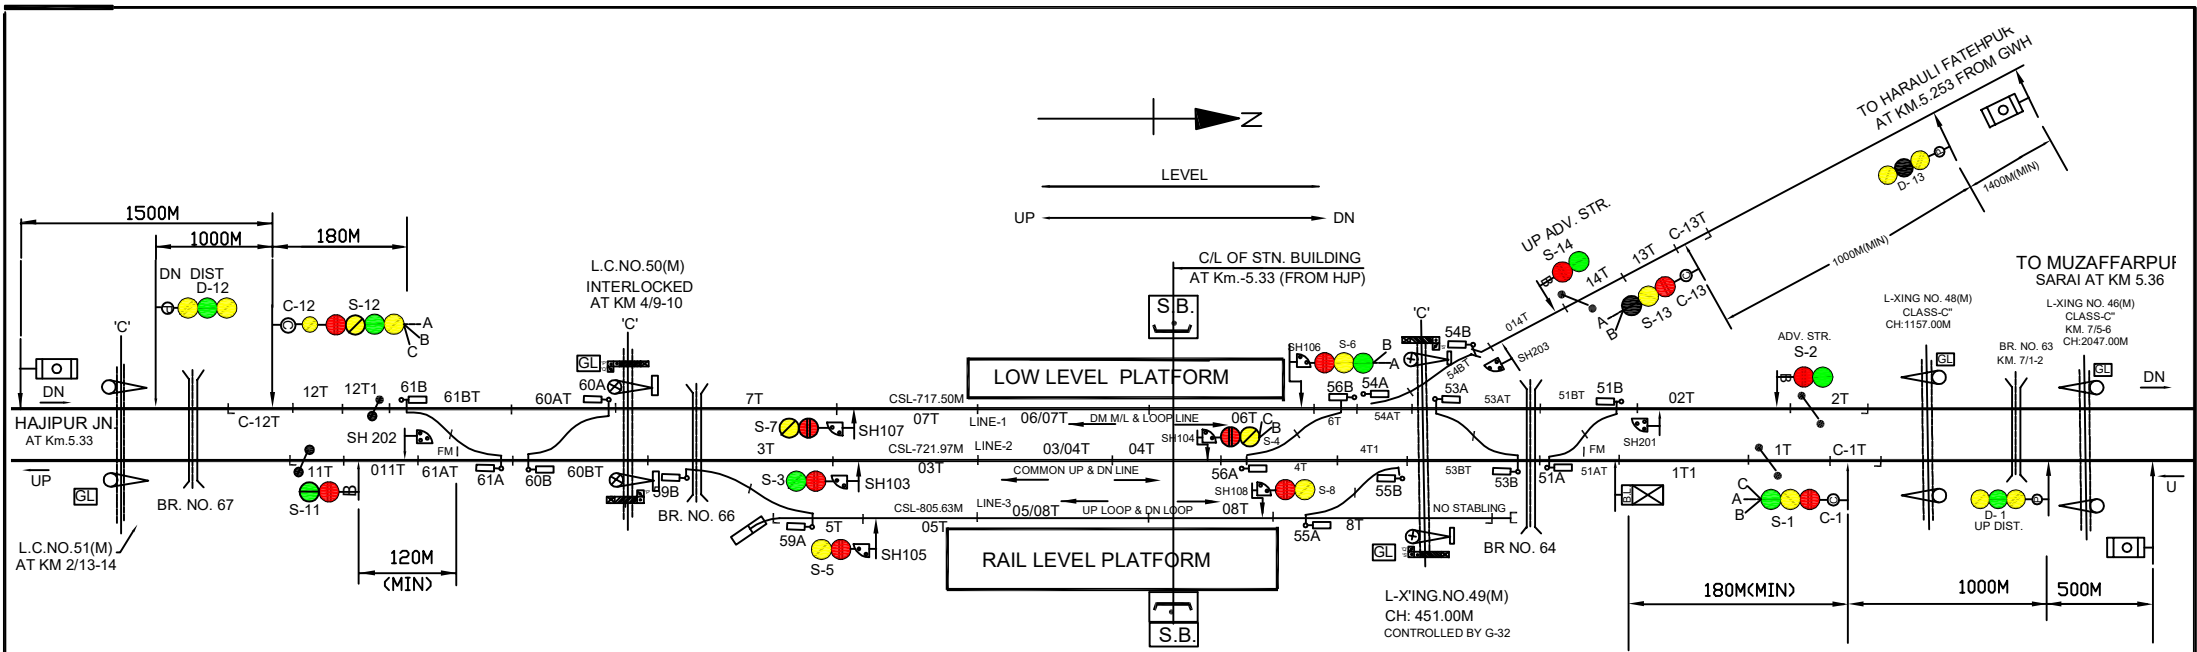 1500M
1000M
180M
DN DIST
D-12
C-12
S-12
A
B
C
'C'
DN
HAJIPUR JN.
AT Km.5.33
UP
GL
L.C.NO.51(M)
AT KM 2/13-14
BR. NO. 67
C-12T
12T
12T1
61B
61BT
60AT
60A
SH 202
FM
11T
011T
61AT
61A
60B
60BT
S-11
B
120M
(MIN)
L.C.NO.50(M)
INTERLOCKED
AT KM 4/9-10
'C'
GL
59B
BR. NO. 66
7T
S-7
SH107
3T
S-3
SH103
59A
5T
S-5
SH105
07T
03T
05T
CSL-717.50M
LINE-1
06/07T
DM M/L & LOOP LINE
06T
CSL-721.97M
LINE-2
03/04T
04T
COMMON UP & DN LINE
CSL-805.63M
LINE-3
05/08T
UP LOOP & DN LOOP
08T
LOW LEVEL PLATFORM
RAIL LEVEL PLATFORM
N
LEVEL
UP
DN
C/L OF STN. BUILDING
AT Km.-5.33 (FROM HJP)
S.B.
S.B.
SH106
S-6
B
A
56B
54A
6T
54AT
SH104
C
B
S-4
56A
4T
4T1
SH108
S-8
55A
55B
8T
'C'
54B
54BT
53A
53AT
53BT
53B
GL
L-X'ING.NO.49(M)
CH: 451.00M
CONTROLLED BY G-32
NO STABLING
BR NO. 64
SH203
014T
UP ADV. STR.
S-14
B
14T
13T
C-13T
A
B
S-13
C-13
1000M(MIN)
1400M(MIN)
D- 13
P
TO HARAULI FATEHPUR
AT KM.5.253 FROM GWH
51BT
51B
51A
51AT
FM
SH201
02T
1T1
B.L
ADV. STR.
S-2
B
2T
1T
C-1T
C
A
B
S-1
C-1
180M(MIN)
1000M
500M
L-XING NO. 48(M)
CLASS-C"
CH:1157.00M
GL
BR. NO. 63
KM. 7/1-2
D- 1
UP DIST.
TO MUZAFFARPUR
SARAI AT KM 5.36
L-XING NO. 46(M)
CLASS-C"
KM. 7/5-6
CH:2047.00M
GL
DN
U